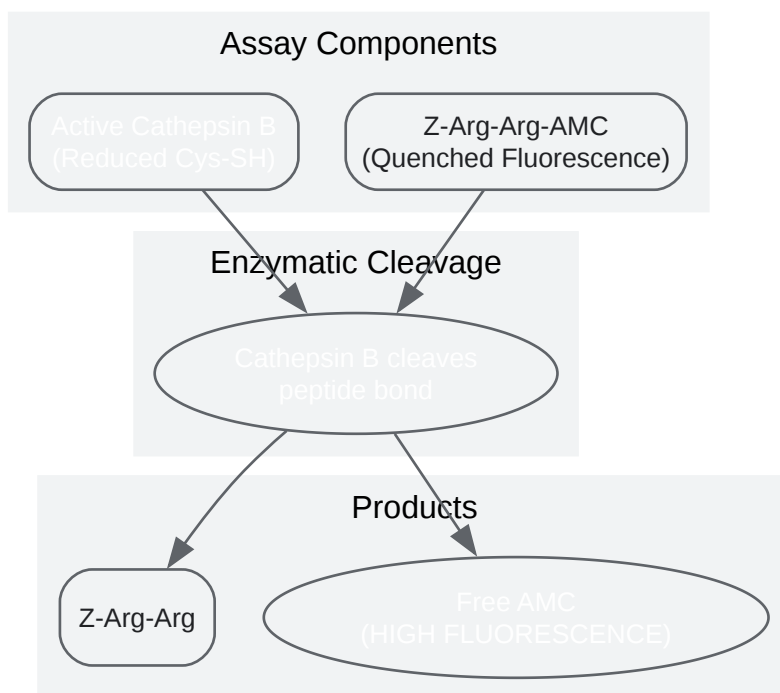 Assay Components
Active Cathepsin B
(Reduced Cys-SH)
Z-Arg-Arg-AMC
(Quenched Fluorescence)
Enzymatic Cleavage
Cathepsin B cleaves
peptide bond
Products
Z-Arg-Arg
Free AMC
(HIGH FLUORESCENCE)